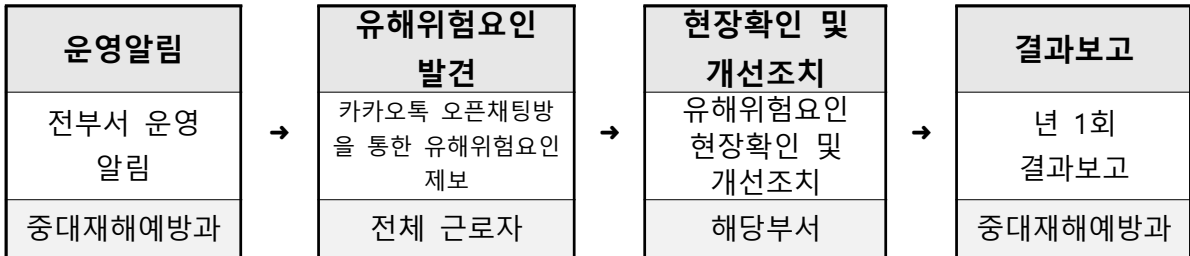 운영알림
전부서 운영
알림
중대재해예방과
➜
유해위험요인
발견
카카오톡 오픈채팅방
을 통한 유해위험요인
제보
전체 근로자
➜
현장확인 및
개선조치
유해위험요인
현장확인 및
개선조치
해당부서
➜
결과보고
년 1회
결과보고
중대재해예방과